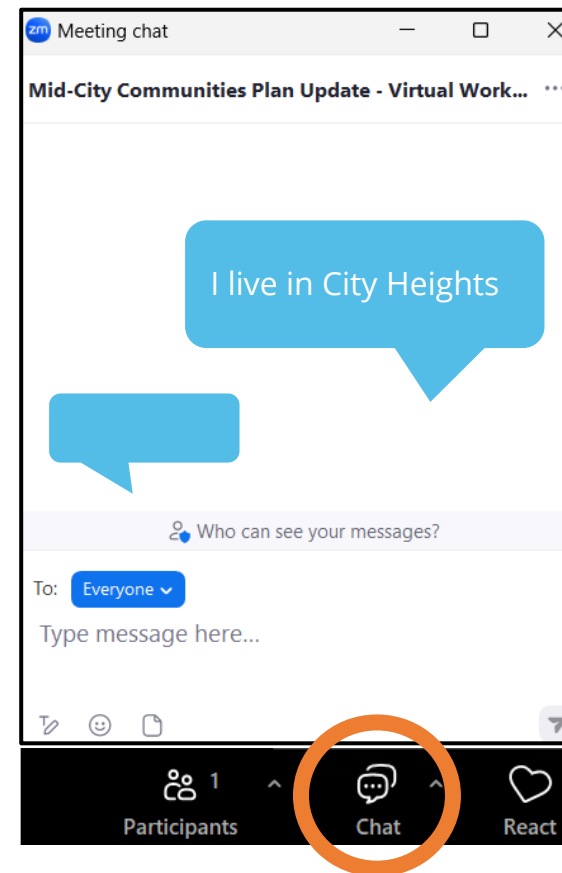 zm Meeting chat
Mid-City Communities Plan Update - Virtual Work... ...
I live in City Heights
Who can see your messages?
To: Everyone
Type message here...
1
Participants
Chat
React